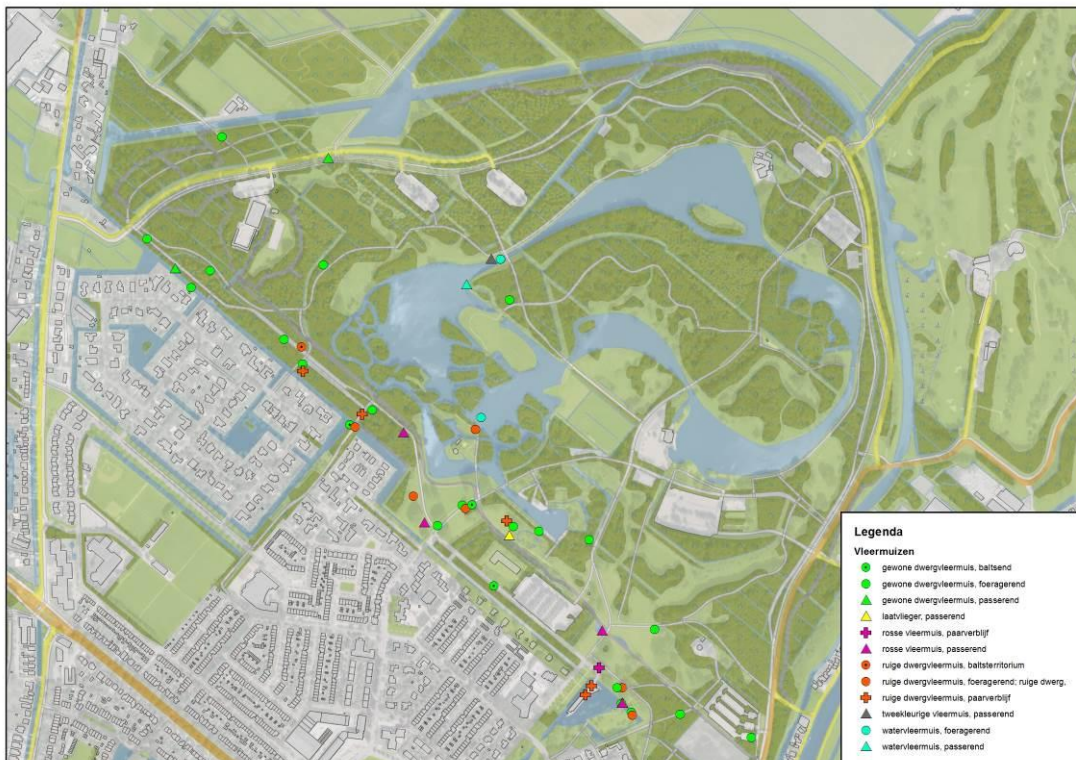 Legenda
Vleermuizen
gewone dwergvleermuis, baltsend
gewone dwergvleermuis, foeragerend
gewone dwergvleermuis, passerend
laatvlieger, passerend
rosse vleermuis, paarverblijf
rosse vleermuis, passerend
ruige dwergvleermuis, baltsterritorium
ruige dwergvleermuis, foeragerend; ruige dwerg,
ruige dwergvleermuis, paarverblijf
tweekleurige vleermuis, passerend
watervleermuis, foeragerend
watervleermuis, passerend